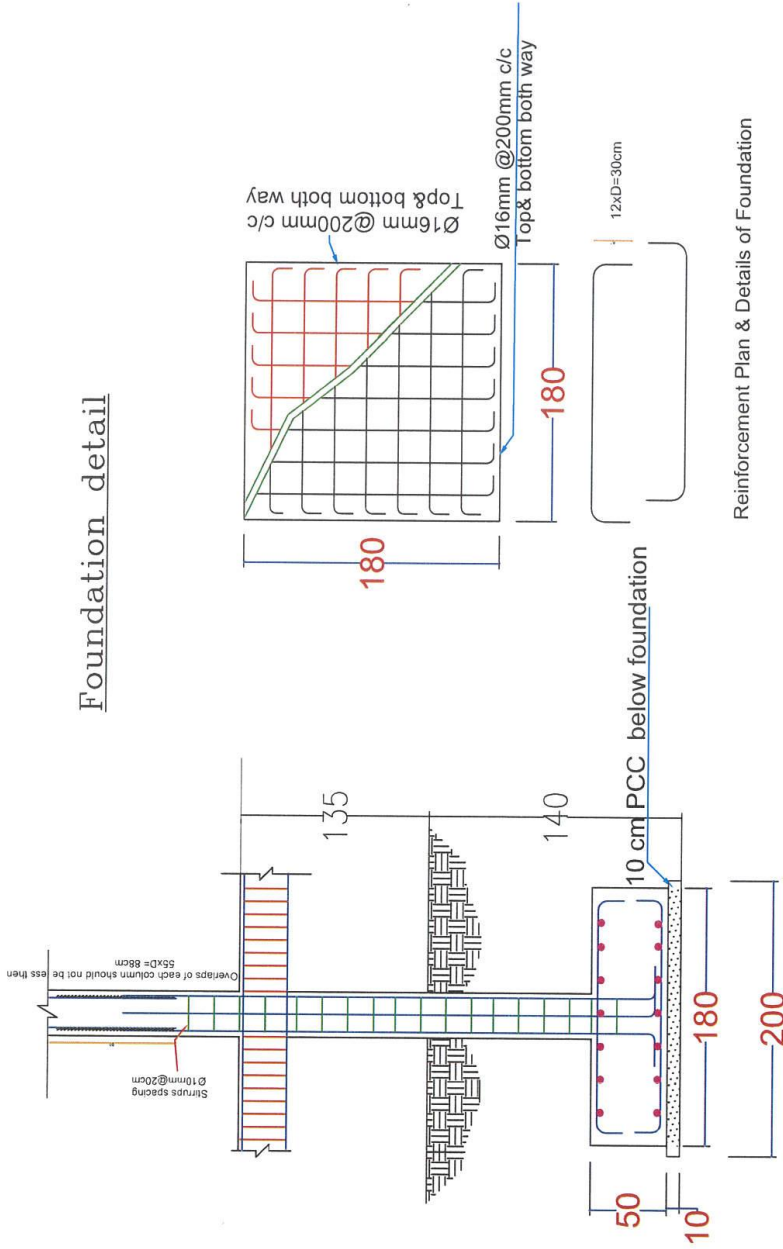 Foundation detail
Overlaps of each column should not be less then
55xD= 88cm
Stirrups spacing
Ø10mm@20cm
135
140
10 cm PCC below foundation
50
10
180
200
Ø16mm @200mm c/c
Top& bottom both way
180
180
Ø16mm @200mm c/c
Top& bottom both way
12xD=30cm
Reinforcement Plan & Details of Foundation